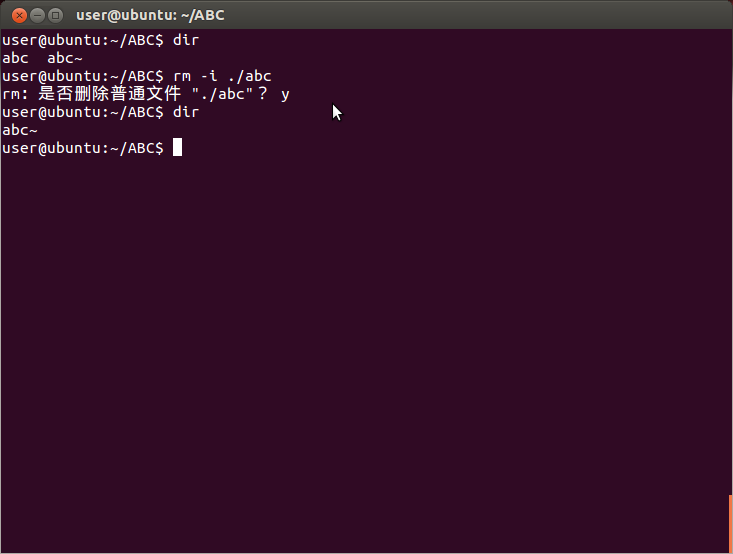 user@ubuntu: ~/ABC
user@ubuntu:~/ABC$ dir
abc  abc~
user@ubuntu:~/ABC$ rm -i ./abc
rm: 是否删除普通文件 "./abc"？ y
user@ubuntu:~/ABC$ dir
abc~
user@ubuntu:~/ABC$